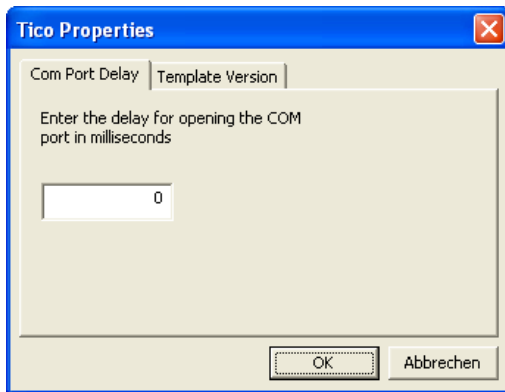 Tico Properties
Com Port Delay
Template Version
Enter the delay for opening the COM
port in milliseconds
0
OK
Abbrechen